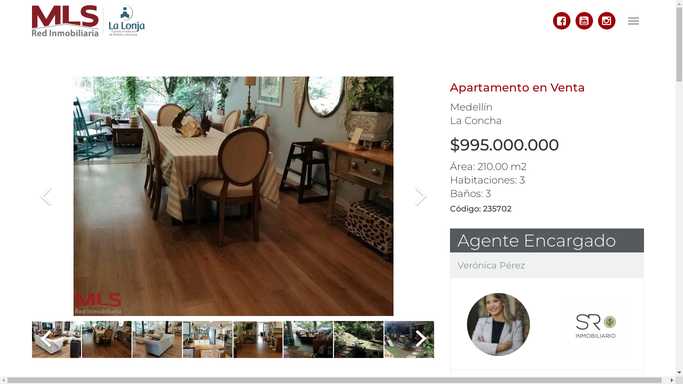 MLS
Red Inmobiliaria
La Lonja
Apartamento en Venta
Medellín
La Concha
$995.000.000
Área: 210.00 m2
Habitaciones: 3
Baños: 3
Código: 235702
MLS
Red Inmobiliaria
Agente Encargado
Verónica Pérez
SR
INMOBILIARIO